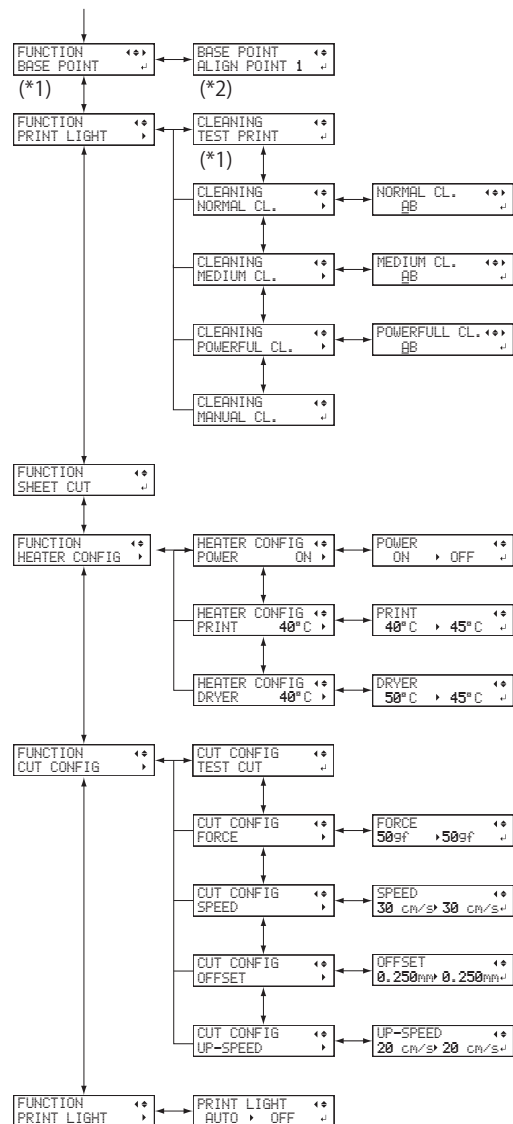 FUNCTION
BASE POINT
BASE POINT
ALIGN POINT 1
(*1)
(*2)
FUNCTION
PRINT LIGHT
CLEANING
TEST PRINT
(*1)
CLEANING
NORMAL CL.
NORMAL CL.
AB
CLEANING
MEDIUM CL.
MEDIUM CL.
AB
CLEANING
POWERFUL CL.
POWERFULL CL.
AB
CLEANING
MANUAL CL.
FUNCTION
SHEET CUT
FUNCTION
HEATER CONFIG
HEATER CONFIG
POWER ON
POWER
ON OFF
HEATER CONFIG
PRINT 40°C
PRINT
40°C 45°C
HEATER CONFIG
DRYER 40°C
DRYER
50°C 45°C
FUNCTION
CUT CONFIG
CUT CONFIG
TEST CUT
CUT CONFIG
FORCE
FORCE
50gf 50gf
CUT CONFIG
SPEED
SPEED
30 cm/s 30 cm/s
CUT CONFIG
OFFSET
OFFSET
0.250mm 0.250mm
CUT CONFIG
UP-SPEED
UP-SPEED
20 cm/s 20 cm/s
FUNCTION
PRINT LIGHT
PRINT LIGHT
AUTO OFF